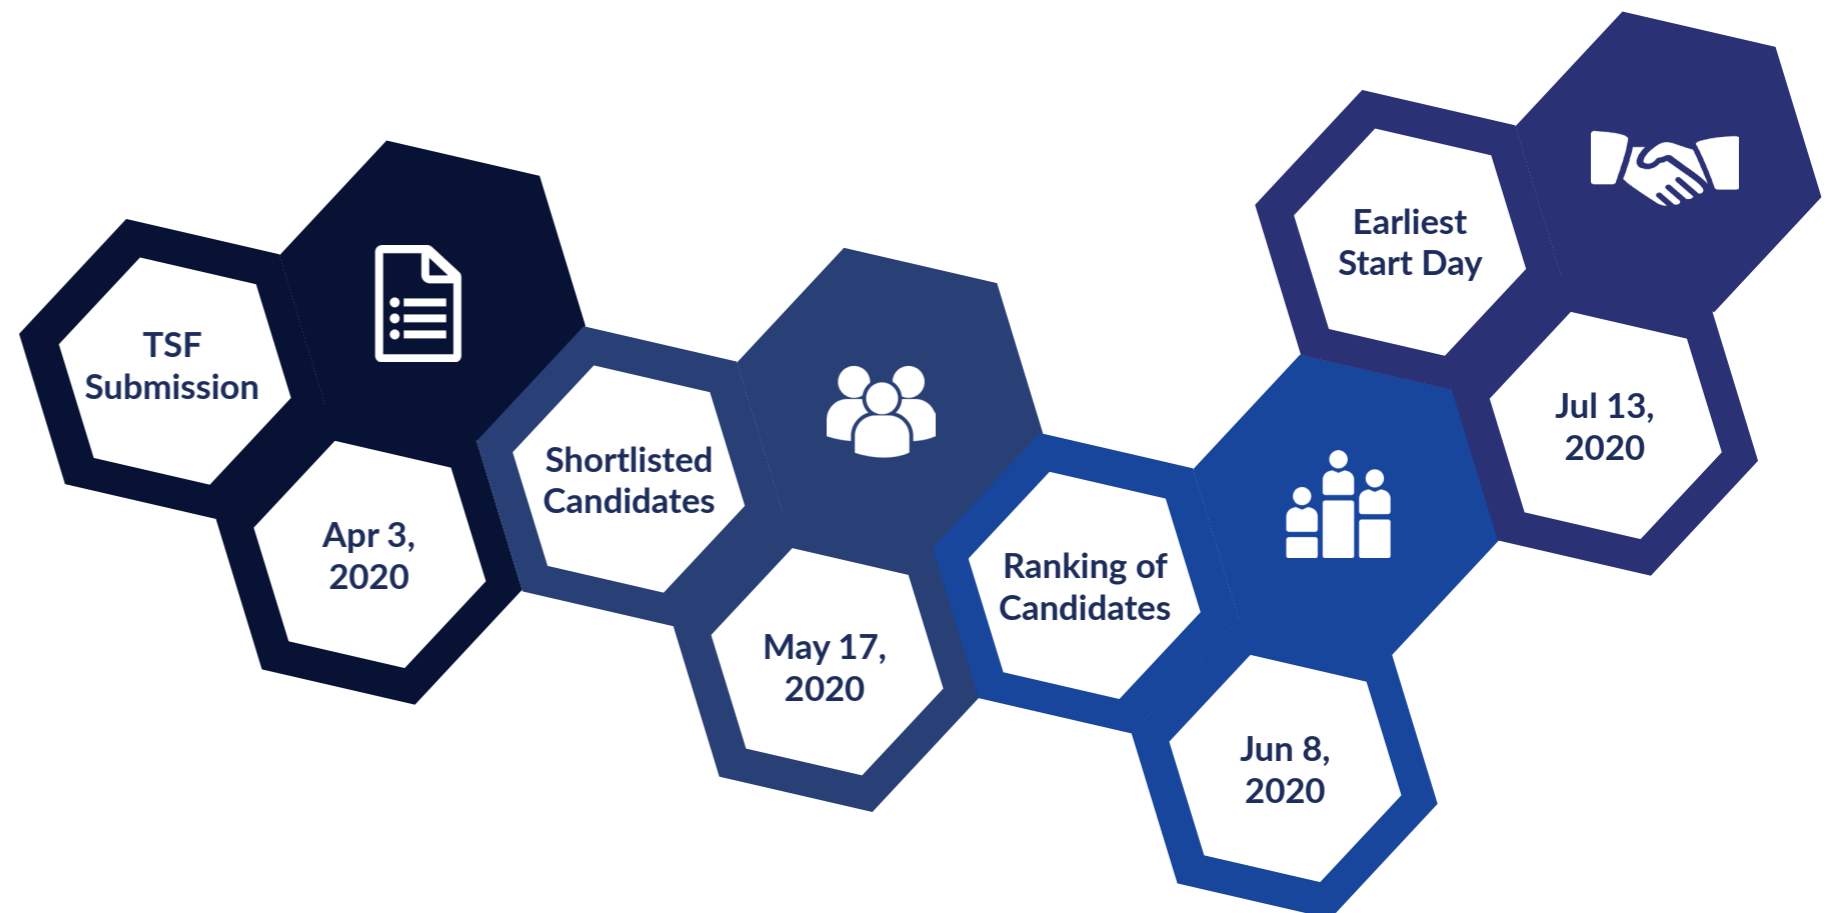 TSF
Submission
Apr 3,
2020
Shortlisted
Candidates
May 17,
2020
Ranking of
Candidates
Jun 8,
2020
Earliest
Start Day
Jul 13,
2020